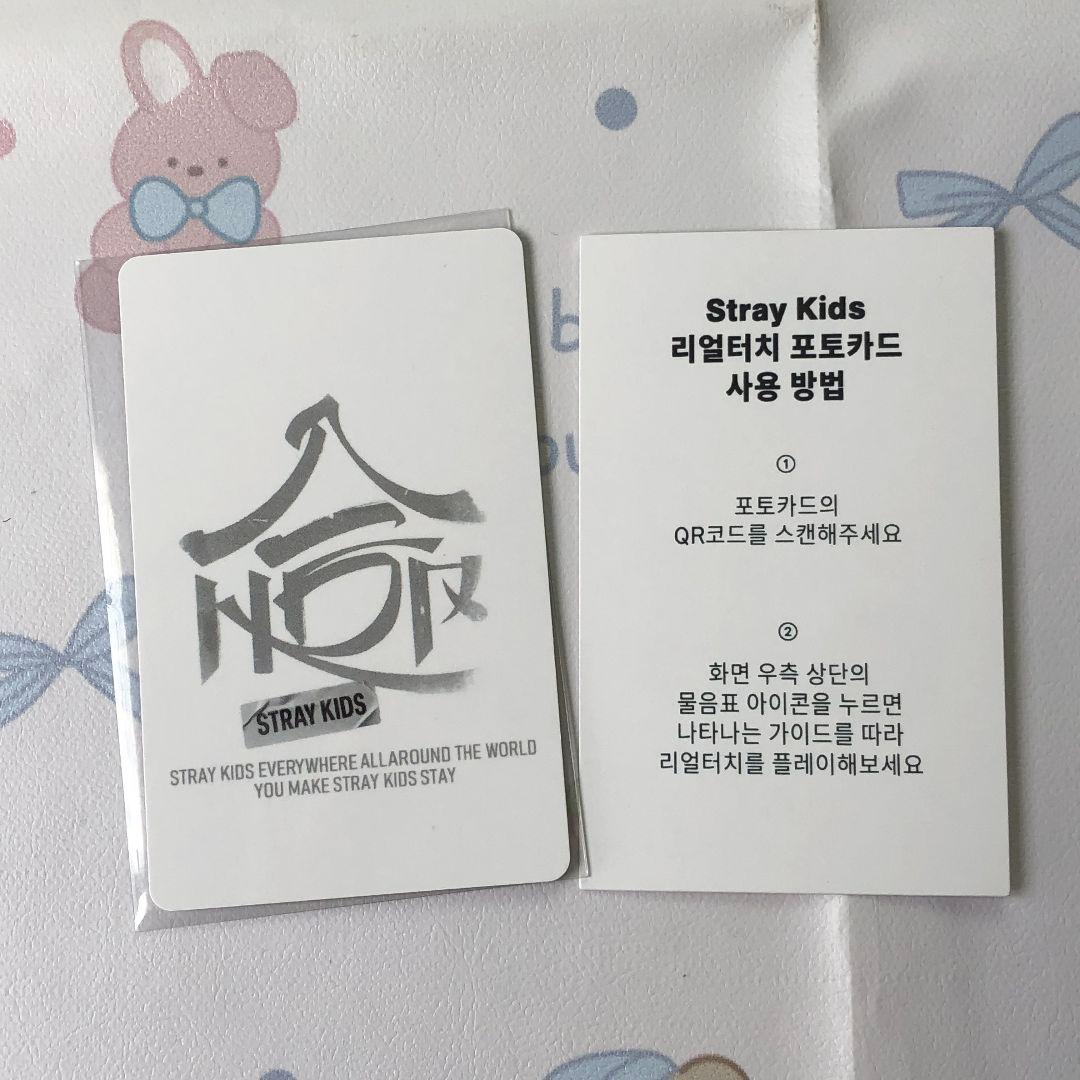 STRAY KIDS
STRAY KIDS EVERYWHERE ALL AROUND THE WORLD
YOU MAKE STRAY KIDS STAY
Stray Kids
리얼터치 포토카드
사용 방법
①
포토카드의
QR코드를 스캔해주세요
②
화면 우측 상단의
물음표 아이콘을 누르면
나타나는 가이드를 따라
리얼터치를 플레이해보세요